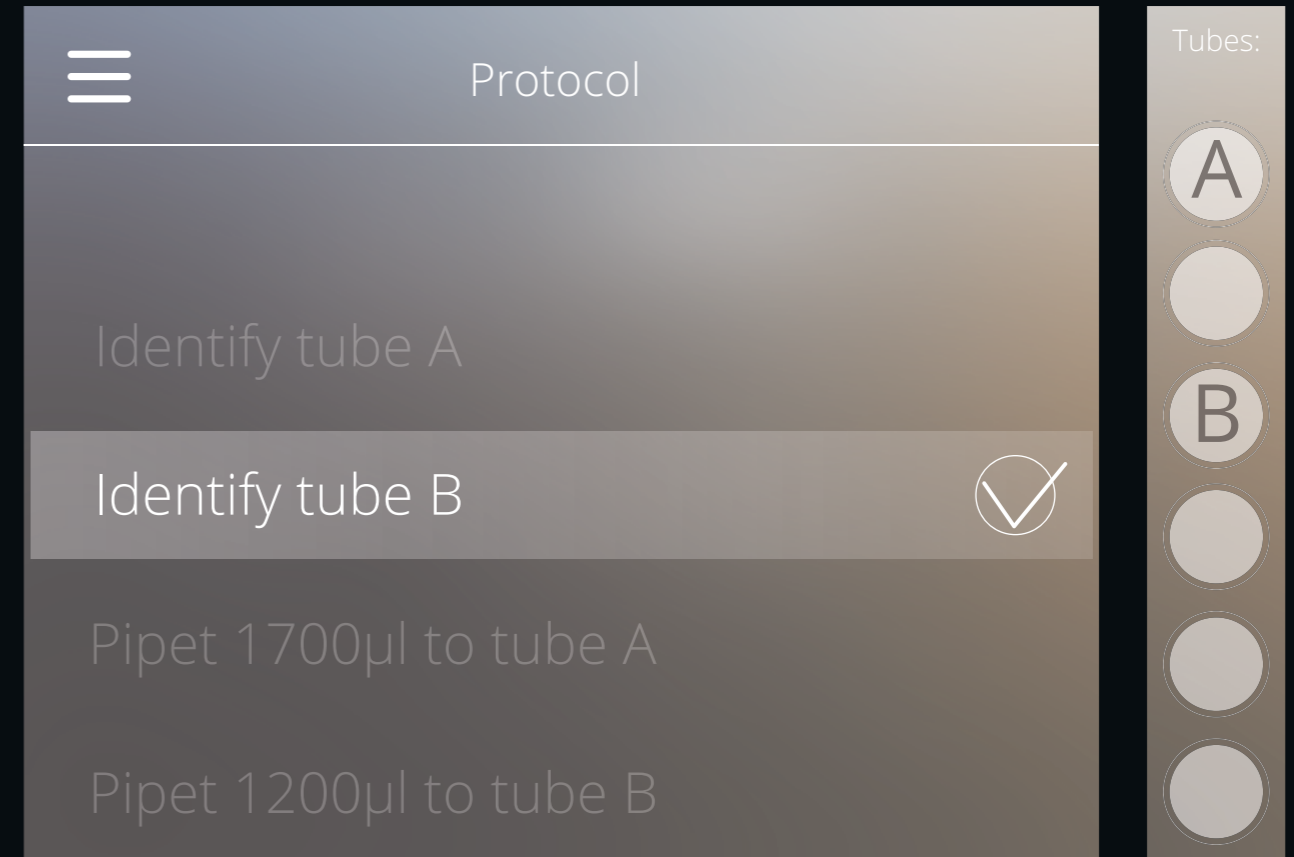 Protocol
Identify tube A
Identify tube B
Pipet 1700µl to tube A
Pipet 1200µl to tube B
Tubes:
A
B